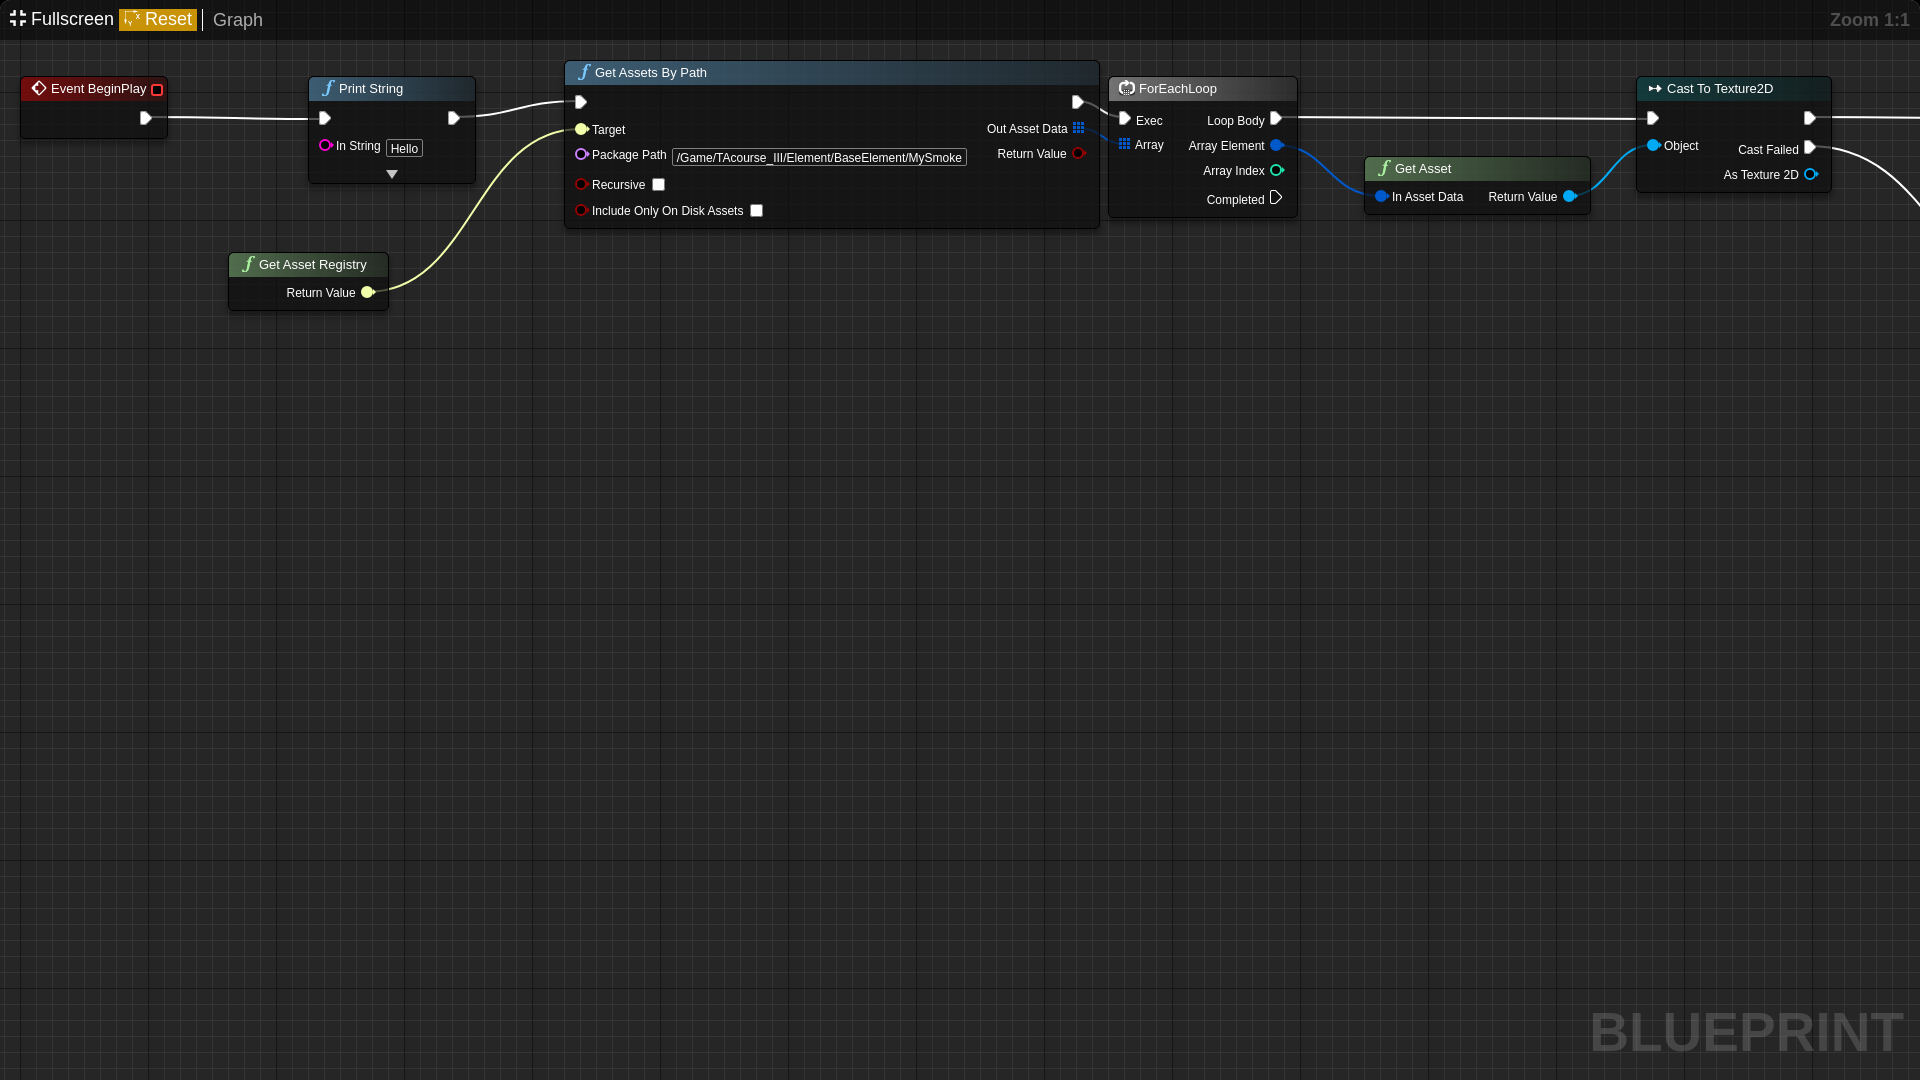 Fullscreen Reset Graph
Zoom 1:1
Event BeginPlay
Print String
In String Hello
Get Assets By Path
Target
Out Asset Data
Package Path /Game/TAcourse_III/Element/BaseElement/MySmoke
Return Value
Recursive
Include Only On Disk Assets
Get Asset Registry
Return Value
ForEachLoop
Exec Loop Body
Array Array Element
Array Index
Completed
Get Asset
In Asset Data Return Value
Cast To Texture2D
Object Cast Failed
As Texture 2D
BLUEPRINT